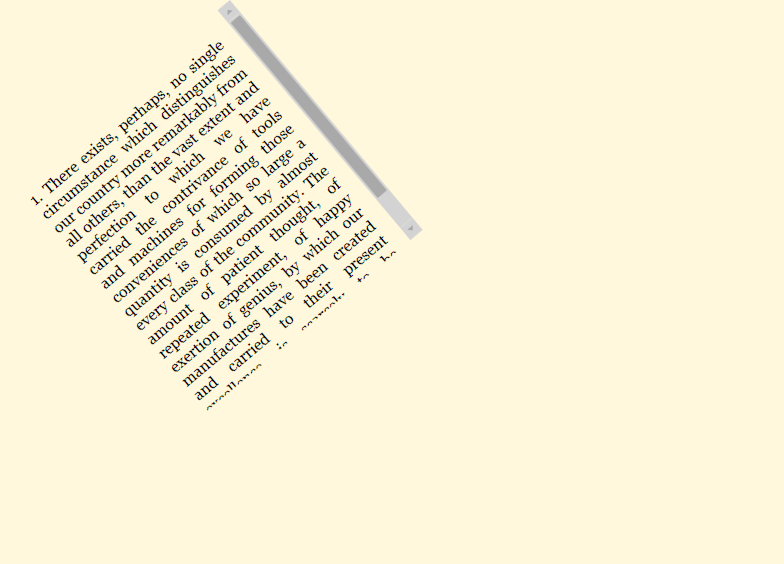 1. There exists, perhaps, no single
circumstance which distinguishes
our country more remarkably from
all others, than the vast extent and
perfection to which we have
carried the contrivance of tools
and machines for forming those
conveniences of which so large a
quantity is consumed by almost
every class of the community. The
amount of patient thought, of
repeated experiment, of happy
exertion of genius, by which our
manufactures have been created
and carried to their present